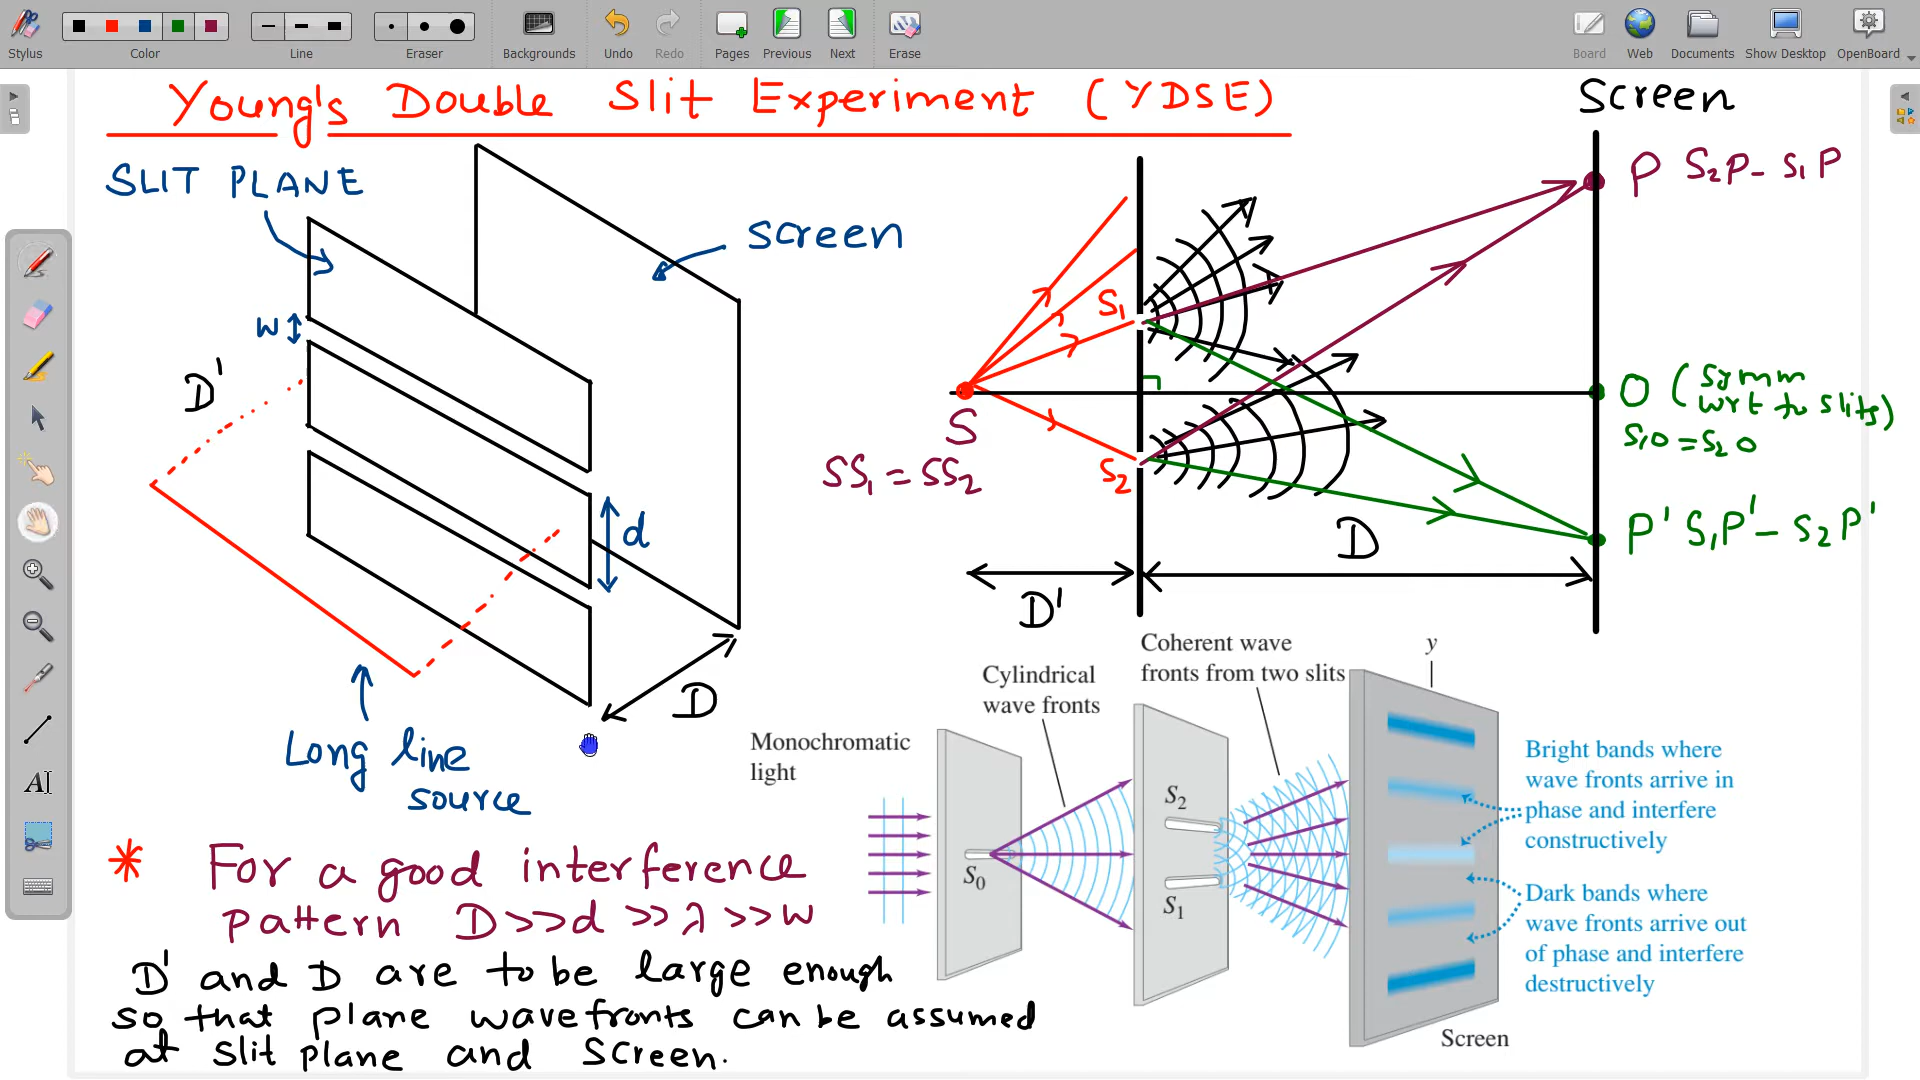 Stylus
Color
Line
Eraser
Backgrounds
Undo
Redo
Pages
Previous
Next
Erase
Board
Web
Documents
Show Desktop
OpenBoard
Young's Double Slit Experiment (YDSE)
SLIT PLANE
Screen
W
D'
d
D
Long line
source
Screen
P S₂P - S₁P
S₁
S
S₂
SS₁ = SS₂
O (symm
wrt to slits)
S₁O = S₂O
P' S₁P' - S₂P'
D
D'
Monochromatic
light
Cylindrical
wave fronts
Coherent wave
fronts from two slits
y
S₀
S₂
S₁
Bright bands where
wave fronts arrive in
phase and interfere
constructively
Dark bands where
wave fronts arrive out
of phase and interfere
destructively
Screen
* For a good interference
pattern D>>d >> λ >> W
D' and D are to be large enough
so that plane wavefronts can be assumed
at slit plane and screen.
AI